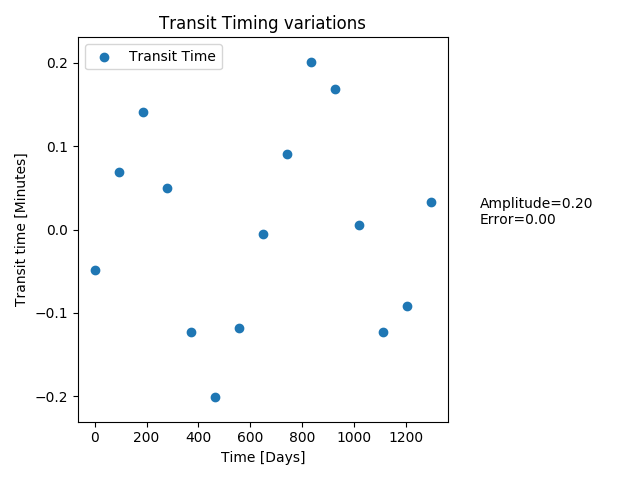 Transit Timing variations
Transit Time
0.2
0.1
0.0
−0.1
−0.2
Transit time [Minutes]
0
200
400
600
800
1000
1200
Time [Days]
Amplitude=0.20
Error=0.00